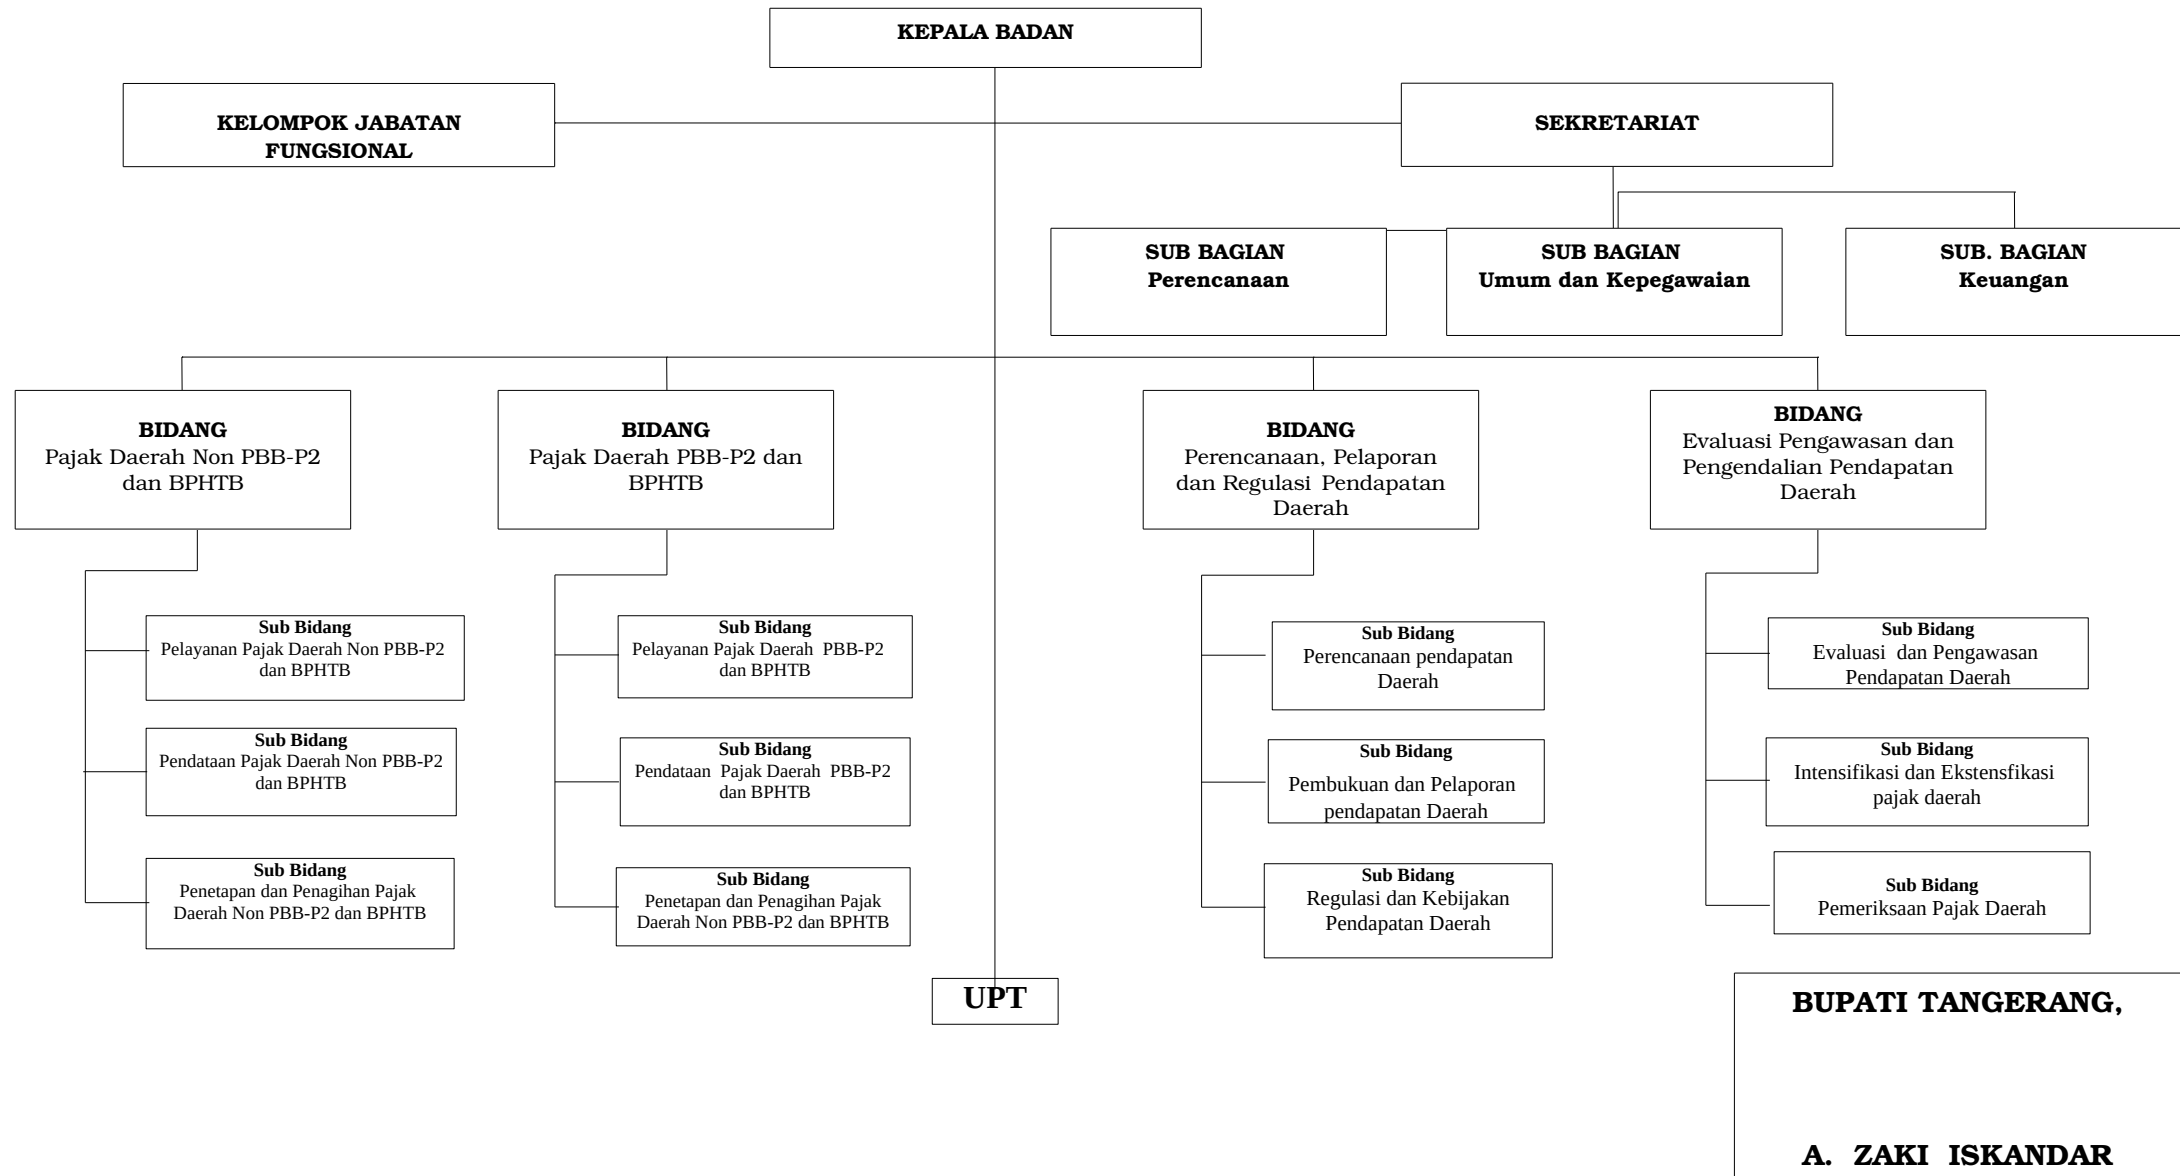 KEPALA BADAN
KELOMPOK JABATAN
FUNGSIONAL
SEKRETARIAT
SUB BAGIAN
Perencanaan
SUB BAGIAN
Umum dan Kepegawaian
SUB. BAGIAN
Keuangan
BIDANG
Pajak Daerah Non PBB-P2
dan BPHTB
BIDANG
Pajak Daerah PBB-P2 dan
BPHTB
BIDANG
Perencanaan, Pelaporan
dan Regulasi Pendapatan
Daerah
BIDANG
Evaluasi Pengawasan dan
Pengendalian Pendapatan
Daerah
Sub Bidang
Pelayanan Pajak Daerah Non PBB-P2
dan BPHTB
Sub Bidang
Pendataan Pajak Daerah Non PBB-P2
dan BPHTB
Sub Bidang
Penetapan dan Penagihan Pajak
Daerah Non PBB-P2 dan BPHTB
Sub Bidang
Pelayanan Pajak Daerah PBB-P2
dan BPHTB
Sub Bidang
Pendataan Pajak Daerah PBB-P2
dan BPHTB
Sub Bidang
Penetapan dan Penagihan Pajak
Daerah Non PBB-P2 dan BPHTB
Sub Bidang
Perencanaan pendapatan
Daerah
Sub Bidang
Pembukuan dan Pelaporan
pendapatan Daerah
Sub Bidang
Regulasi dan Kebijakan
Pendapatan Daerah
Sub Bidang
Evaluasi dan Pengawasan
Pendapatan Daerah
Sub Bidang
Intensifikasi dan Ekstensfikasi
pajak daerah
Sub Bidang
Pemeriksaan Pajak Daerah
UPT
BUPATI TANGERANG,
A. ZAKI ISKANDAR